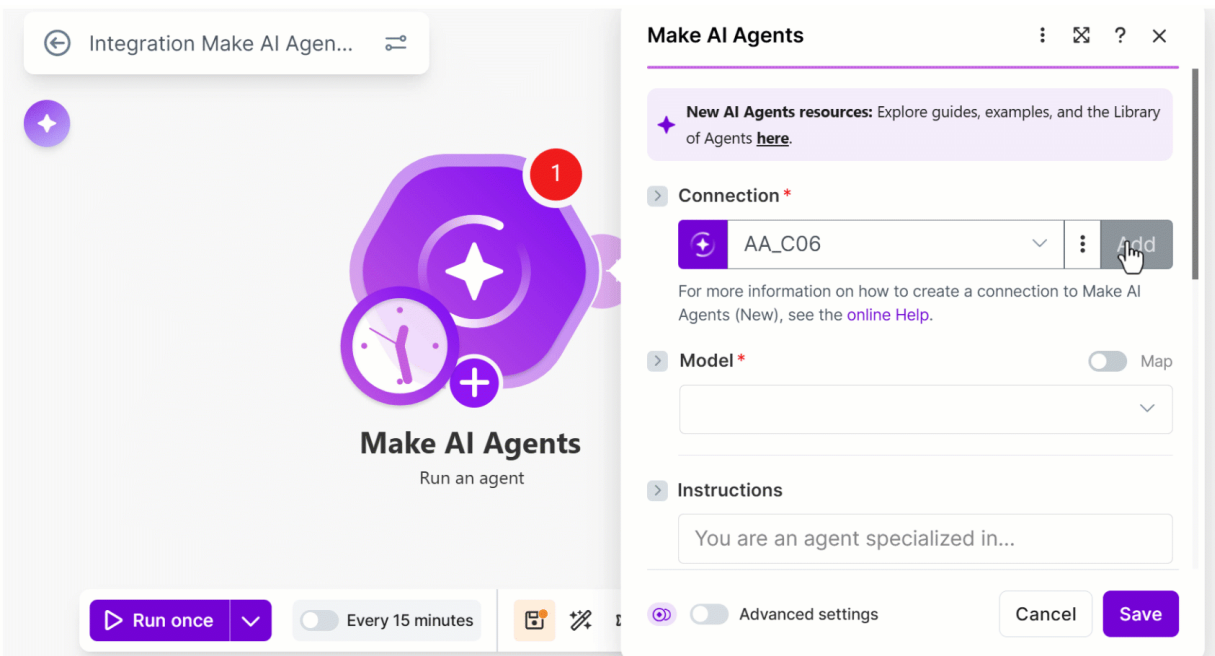 Integration Make AI Agen...
1
Make AI Agents
Run an agent
Run once
Every 15 minutes
Make AI Agents
?
New AI Agents resources: Explore guides, examples, and the Library
of Agents here.
Connection *
AA_C06
Add
For more information on how to create a connection to Make AI
Agents (New), see the online Help.
Model *
Map
Instructions
You are an agent specialized in...
Advanced settings
Cancel
Save